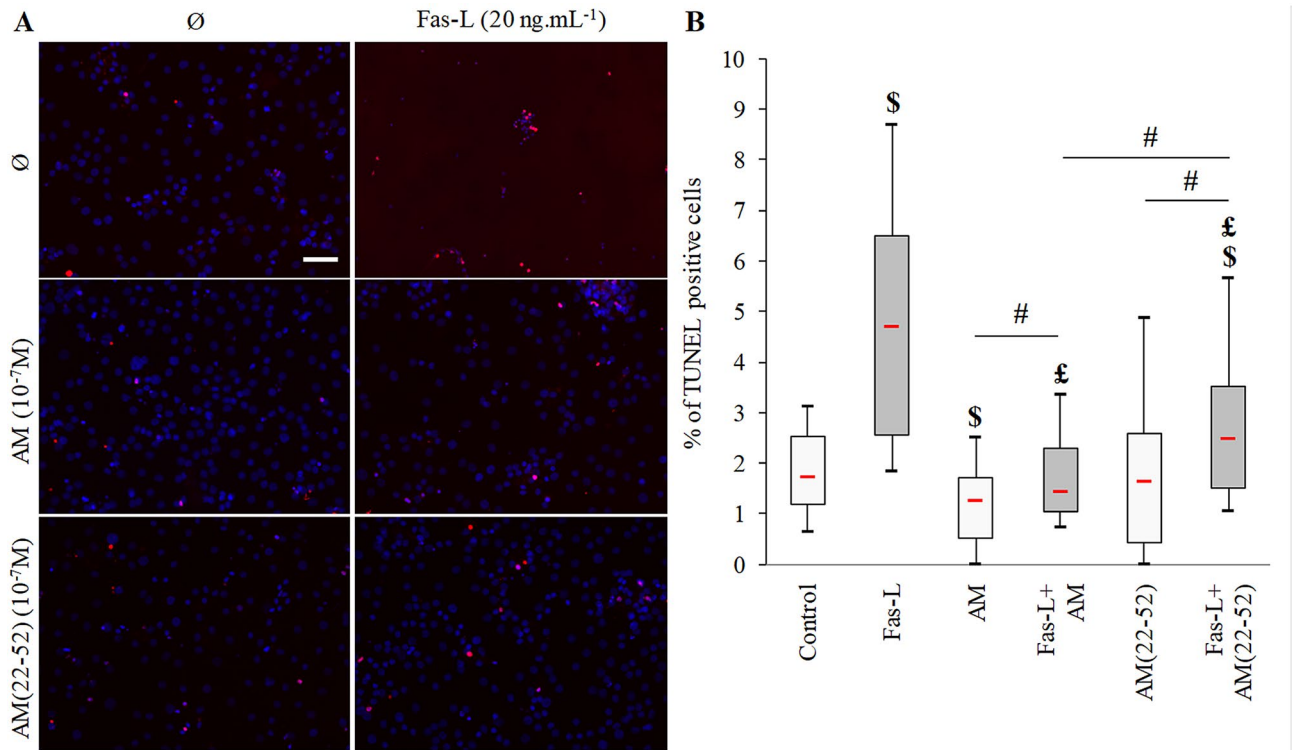 A
Ø
Fas-L (20 ng.mL⁻¹)
B
Ø
AM (10⁻⁷M)
AM(22-52) (10⁻⁷M)
% of TUNEL positive cells
10
9
8
7
6
5
4
3
2
1
0
$
$
#
£
#
#
£
$
Control
Fas-L
AM
Fas-L+
AM
AM(22-52)
Fas-L+
AM(22-52)